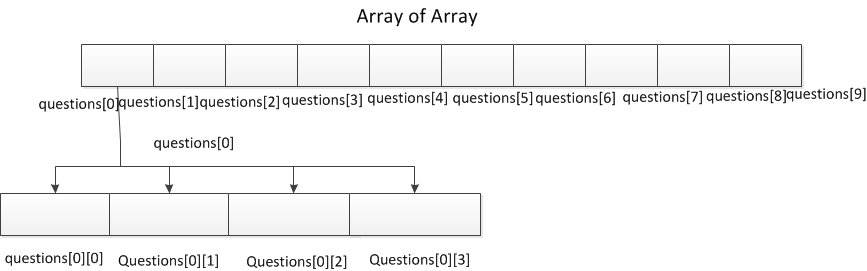 Array of Array
questions[0] questions[1] questions[2] questions[3] questions[4] questions[5] questions[6] questions[7] questions[8] questions[9]
questions[0]
questions[0][0] Questions[0][1] Questions[0][2] Questions[0][3]